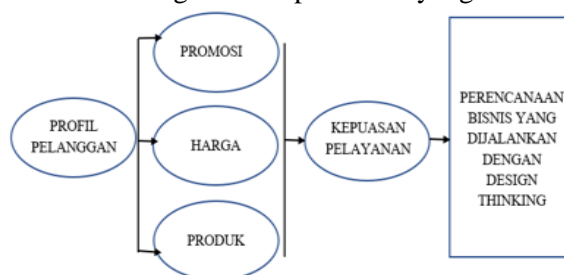 PROFIL
PELANGGAN
PROMOSI
HARGA
PRODUK
KEPUASAN
PELAYANAN
PERENCANAAN
BISNIS YANG
DIJALANKAN
DENGAN
DESIGN
THINKING